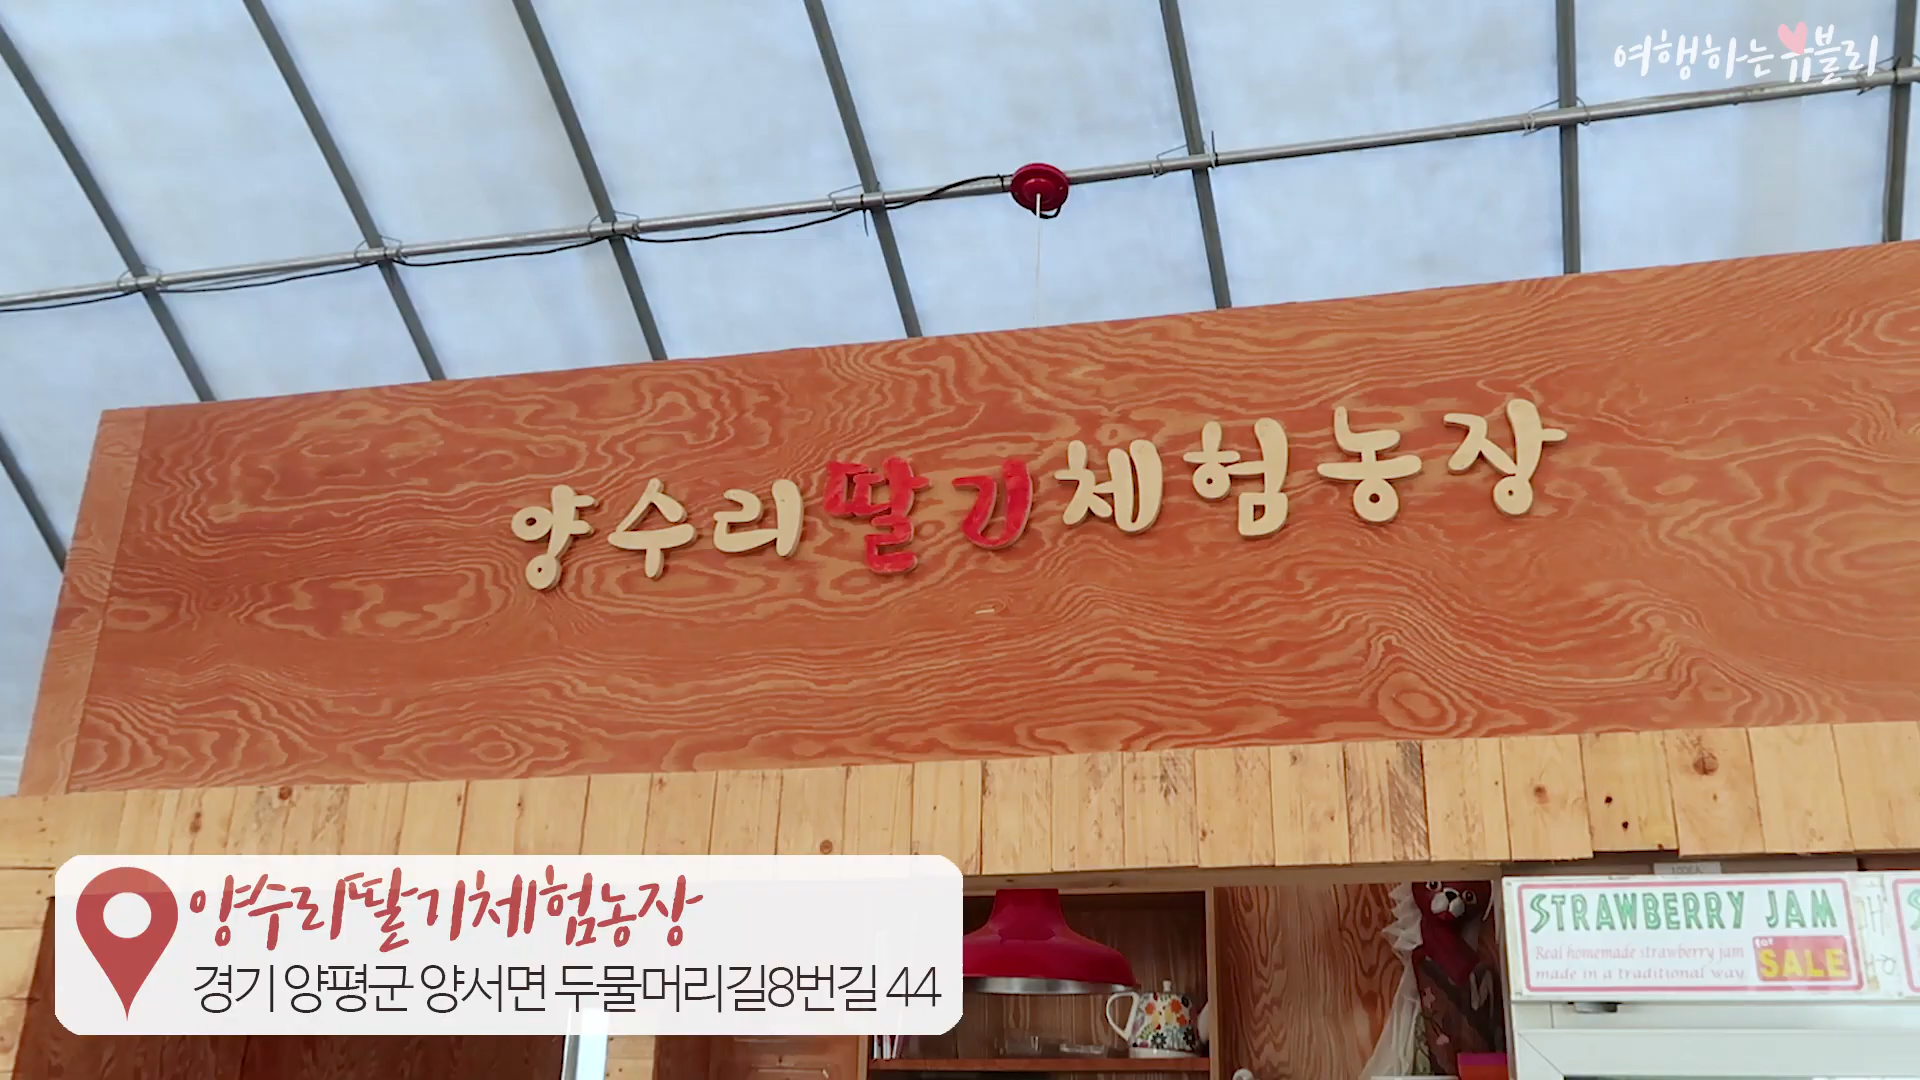 여행하는 유블리
양수리딸기체험농장
STRAWBERRY JAM
Real homemade strawberry jam
made in a traditional way.
for
SALE
양수리딸기체험농장
경기 양평군 양서면 두물머리길8번길 44